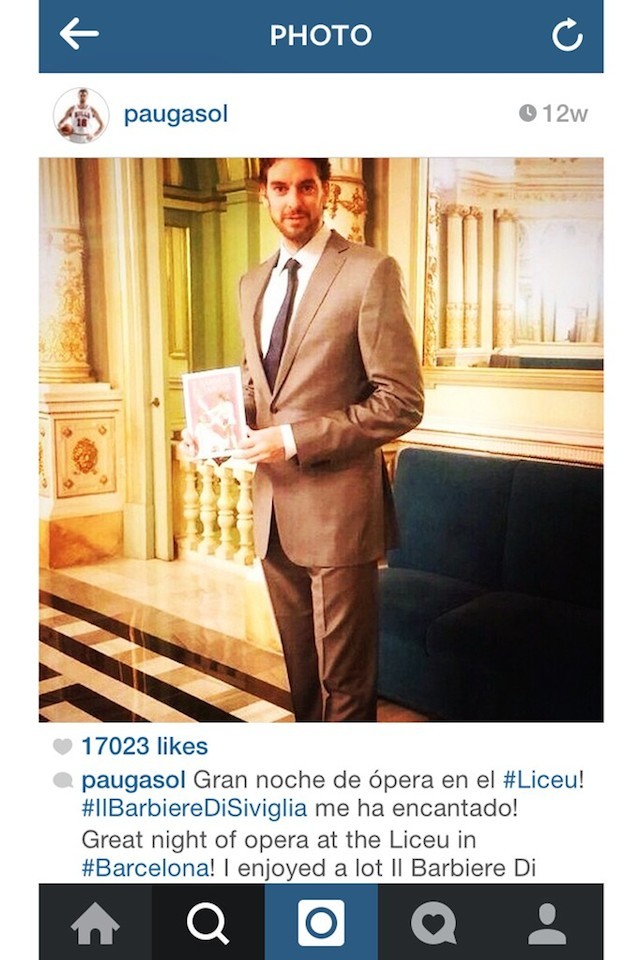 PHOTO
paugasol
12w
17023 likes
paugasol Gran noche de ópera en el #Liceu!
#IlBarbiereDiSiviglia me ha encantado!
Great night of opera at the Liceu in
#Barcelona! I enjoyed a lot Il Barbiere Di